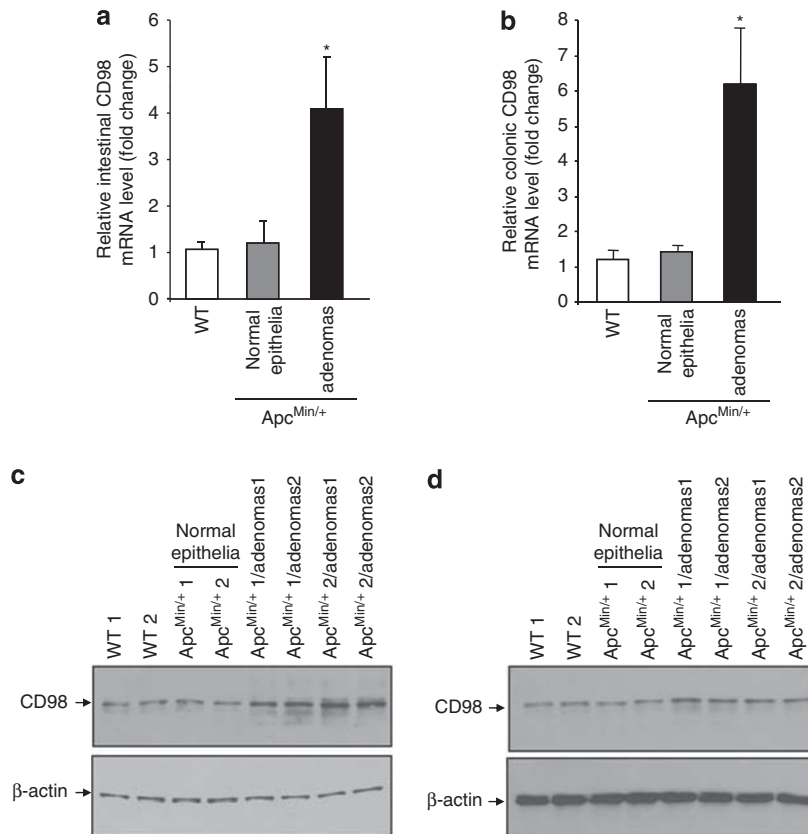 a
Relative intestinal CD98
mRNA level (fold change)
6
5
4
3
2
1
0
*
WT
Normal
epithelia
adenomas
Apc^Min/+
b
Relative colonic CD98
mRNA level (fold change)
8
7
6
5
4
3
2
1
0
*
WT
Normal
epithelia
adenomas
Apc^Min/+
c
Normal
epithelia
WT 1
WT 2
Apc^Min/+ 1
Apc^Min/+ 2
Apc^Min/+ 1/adenomas1
Apc^Min/+ 1/adenomas2
Apc^Min/+ 2/adenomas1
Apc^Min/+ 2/adenomas2
CD98
β-actin
d
Normal
epithelia
WT 1
WT 2
Apc^Min/+ 1
Apc^Min/+ 2
Apc^Min/+ 1/adenomas1
Apc^Min/+ 1/adenomas2
Apc^Min/+ 2/adenomas1
Apc^Min/+ 2/adenomas2
CD98
β-actin